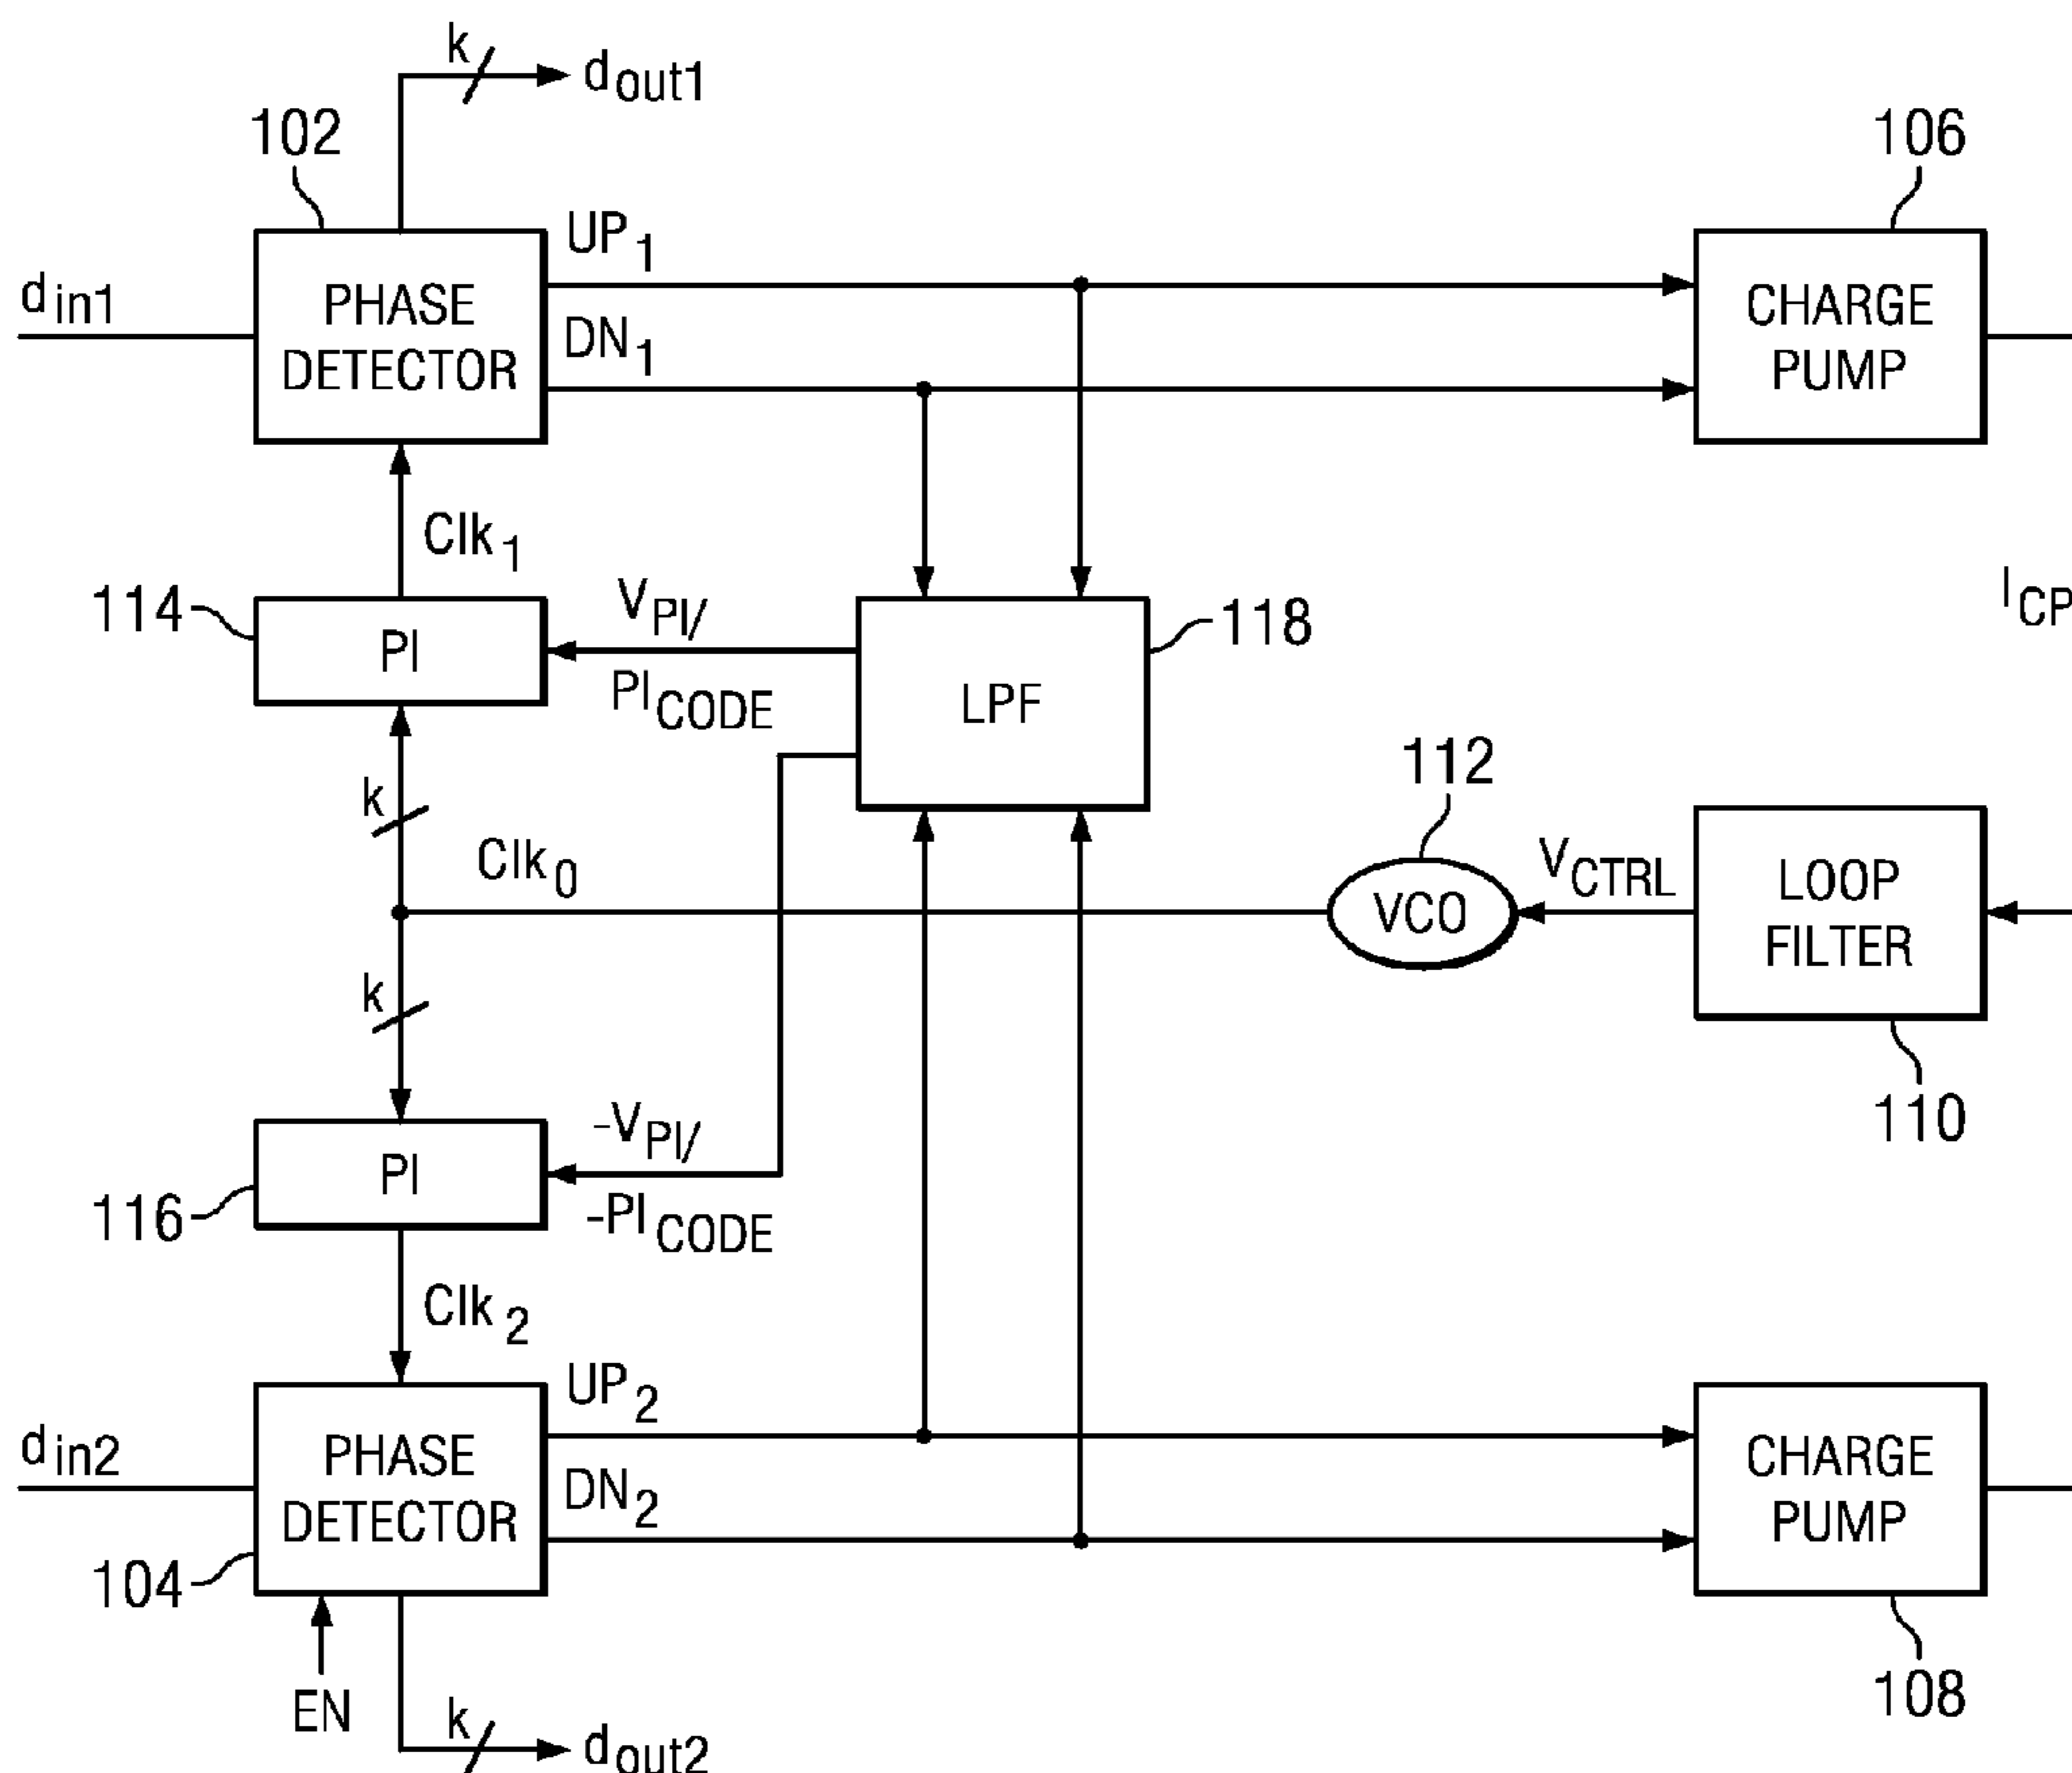 k
dout1
102
106
UP1
din1
PHASE
DETECTOR
DN1
CHARGE
PUMP
Clk1
114
VPI/
PI
PICODE
118
LPF
ICP
112
k
Clk0
VCTRL
VCO
LOOP
FILTER
k
110
-VPI/
PI
116
-PICODE
Clk2
UP2
din2
PHASE
DETECTOR
DN2
CHARGE
PUMP
104
EN
108
k
dout2